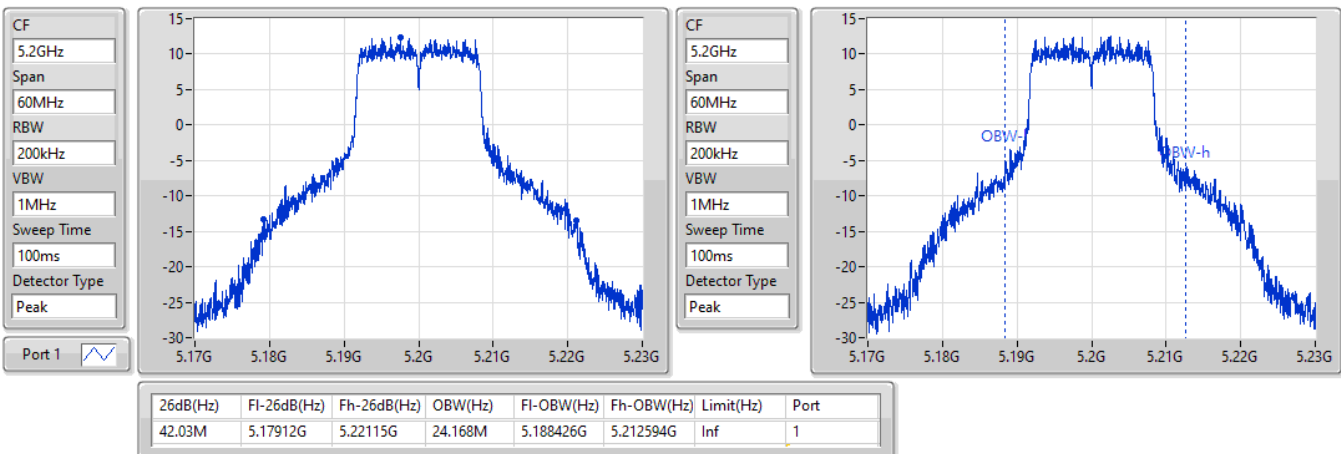 CF
5.2GHz
Span
60MHz
RBW
200kHz
VBW
1MHz
Sweep Time
100ms
Detector Type
Peak
Port 1
15
10
5
0
-5
-10
-15
-20
-25
-30
5.17G 5.18G 5.19G 5.2G 5.21G 5.22G 5.23G
CF
5.2GHz
Span
60MHz
RBW
200kHz
VBW
1MHz
Sweep Time
100ms
Detector Type
Peak
15
10
5
0
-5
-10
-15
-20
-25
-30
OBW-
OBW-h
5.17G 5.18G 5.19G 5.2G 5.21G 5.22G 5.23G
26dB(Hz) Fl-26dB(Hz) Fh-26dB(Hz) OBW(Hz) Fl-OBW(Hz) Fh-OBW(Hz) Limit(Hz) Port
42.03M 5.17912G 5.22115G 24.168M 5.188426G 5.212594G Inf 1